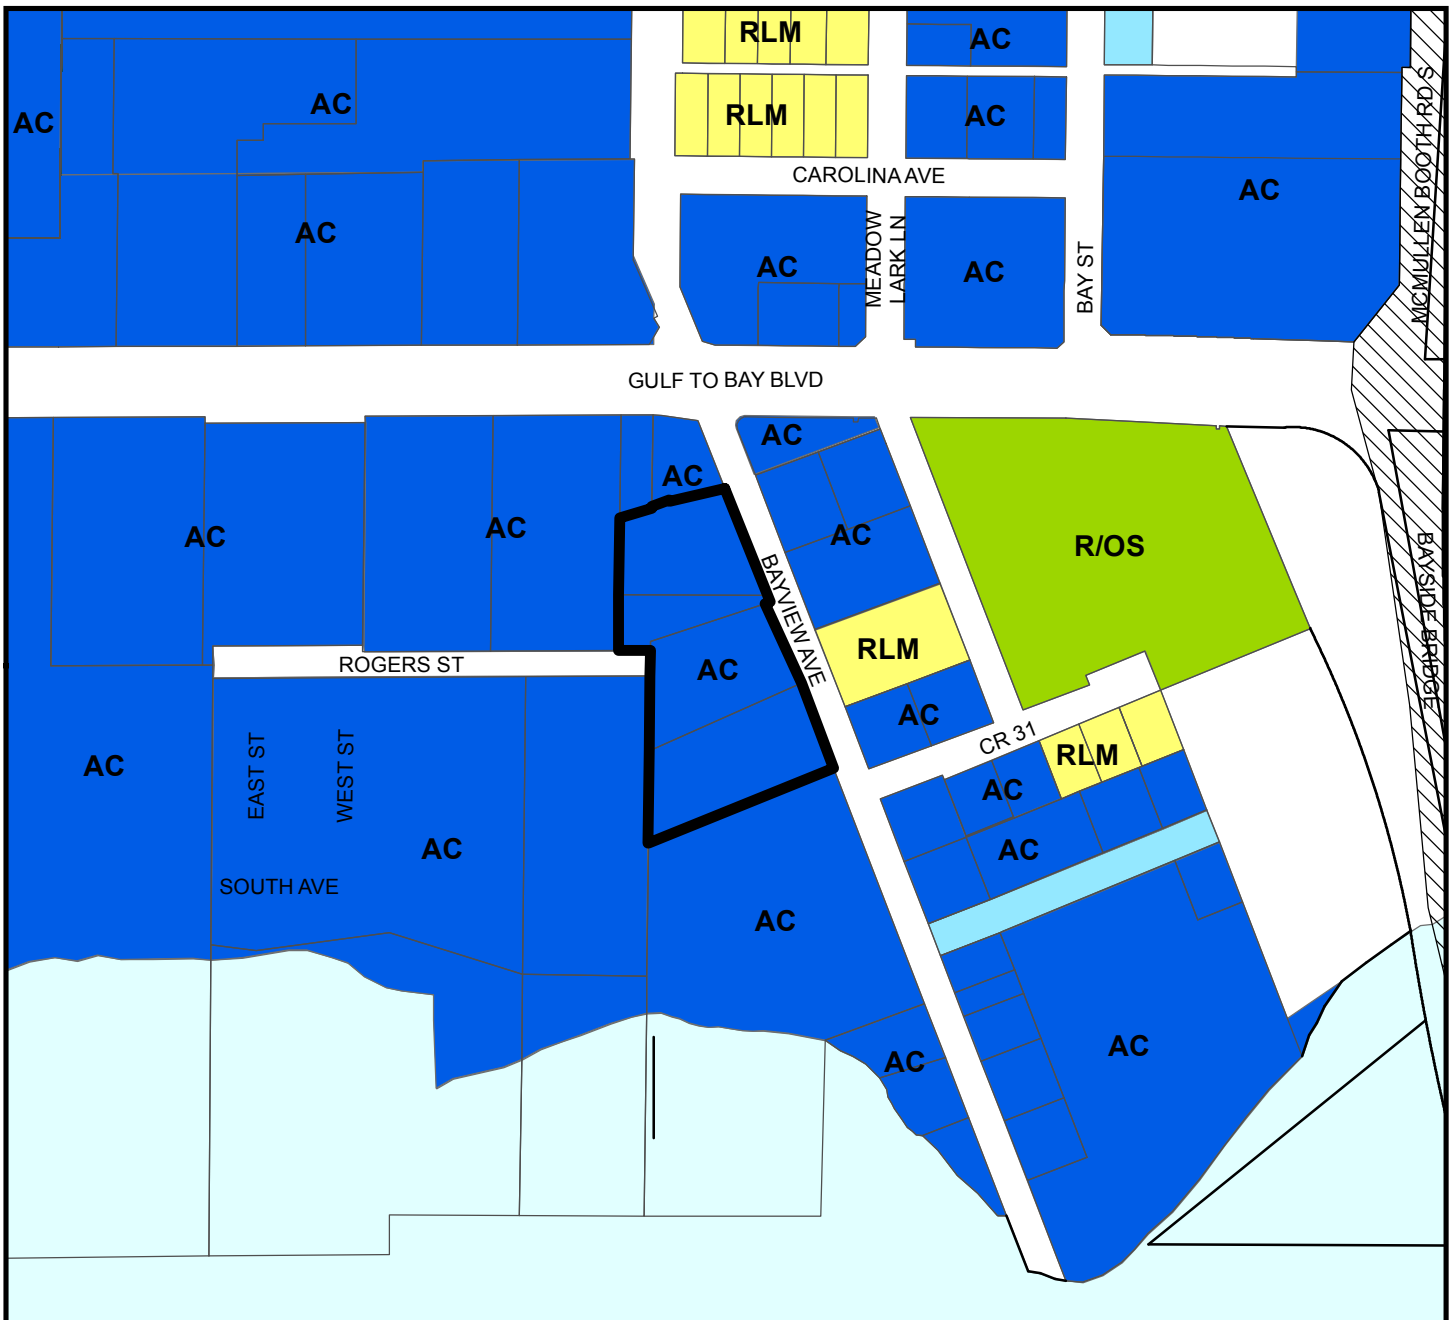 RLM
AC
AC
AC
RLM
AC
MCMULLEN BOOTH RD S
CAROLINA AVE
AC
AC
MEADOW
LARK LN
AC
AC
BAY ST
GULF TO BAY BLVD
AC
AC
AC
AC
AC
R/OS
BAYVIEW AVE
BAYSIDE BRIDGE
RLM
ROGERS ST
AC
AC
CR 31
RLM
AC
EAST ST
WEST ST
AC
AC
AC
SOUTH AVE
AC
AC
AC